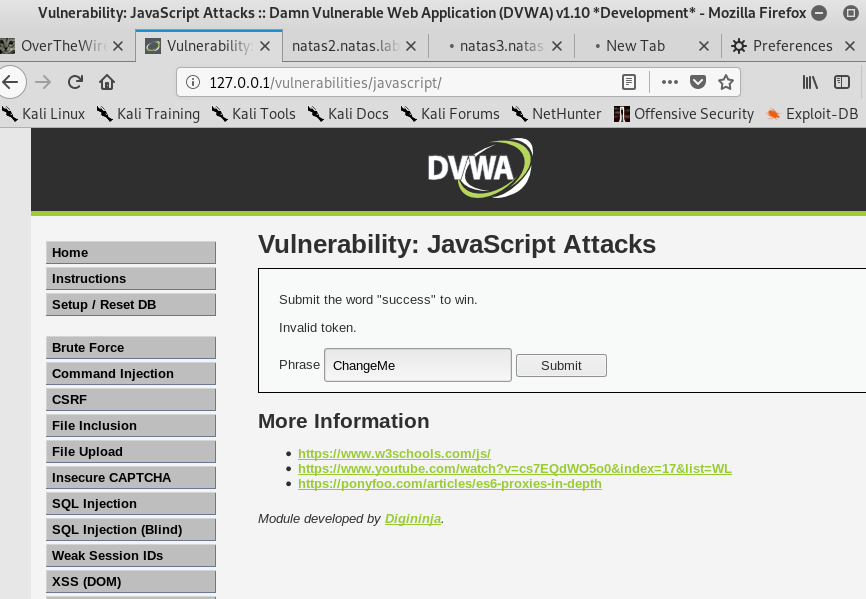 Vulnerability: JavaScript Attacks :: Damn Vulnerable Web Application (DVWA) v1.10 *Development* - Mozilla Firefox
OverTheWire Vulnerability: natas2.natas.lab natas3.natas New Tab Preferences
127.0.0.1/vulnerabilities/javascript/
Kali Linux Kali Training Kali Tools Kali Docs Kali Forums NetHunter Offensive Security Exploit-DB
DVWA
Vulnerability: JavaScript Attacks
Home
Instructions
Setup / Reset DB
Brute Force
Command Injection
CSRF
File Inclusion
File Upload
Insecure CAPTCHA
SQL Injection
SQL Injection (Blind)
Weak Session IDs
XSS (DOM)
Submit the word "success" to win.
Invalid token.
Phrase ChangeMe Submit
More Information
https://www.w3schools.com/js/
https://www.youtube.com/watch?v=cs7EQdWO5o0&index=17&list=WL
https://ponyfoo.com/articles/es6-proxies-in-depth
Module developed by Digininja.